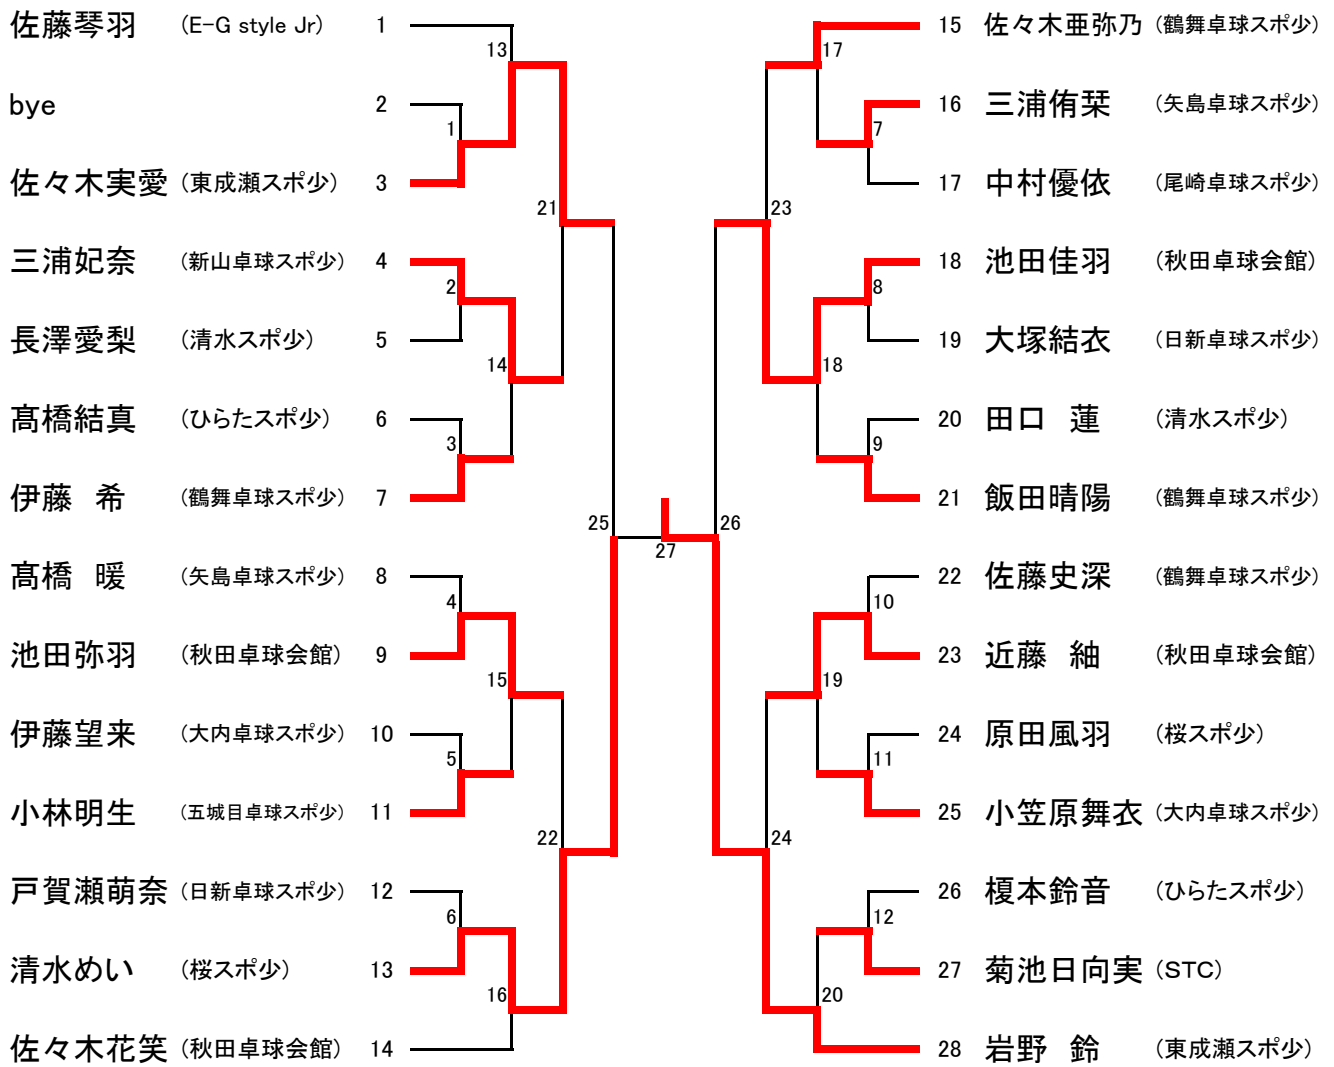 佐藤琴羽 (E-G style Jr) 1
bye 2
佐々木実愛 (東成瀬スポ少) 3
三浦妃奈 (新山卓球スポ少) 4
長澤愛梨 (清水スポ少) 5
髙橋結真 (ひらたスポ少) 6
伊藤 希 (鶴舞卓球スポ少) 7
髙橋 暖 (矢島卓球スポ少) 8
池田弥羽 (秋田卓球会館) 9
伊藤望来 (大内卓球スポ少) 10
小林明生 (五城目卓球スポ少) 11
戸賀瀬萌奈 (日新卓球スポ少) 12
清水めい (桜スポ少) 13
佐々木花笑 (秋田卓球会館) 14
1
2
3
4
5
6
13
14
15
16
21
22
25
27
26
23
24
17
18
19
20
7
8
9
10
11
12
15 佐々木亜弥乃 (鶴舞卓球スポ少)
16 三浦侑栞 (矢島卓球スポ少)
17 中村優依 (尾崎卓球スポ少)
18 池田佳羽 (秋田卓球会館)
19 大塚結衣 (日新卓球スポ少)
20 田口 蓮 (清水スポ少)
21 飯田晴陽 (鶴舞卓球スポ少)
22 佐藤史深 (鶴舞卓球スポ少)
23 近藤 紬 (秋田卓球会館)
24 原田風羽 (桜スポ少)
25 小笠原舞衣 (大内卓球スポ少)
26 榎本鈴音 (ひらたスポ少)
27 菊池日向実 (STC)
28 岩野 鈴 (東成瀬スポ少)